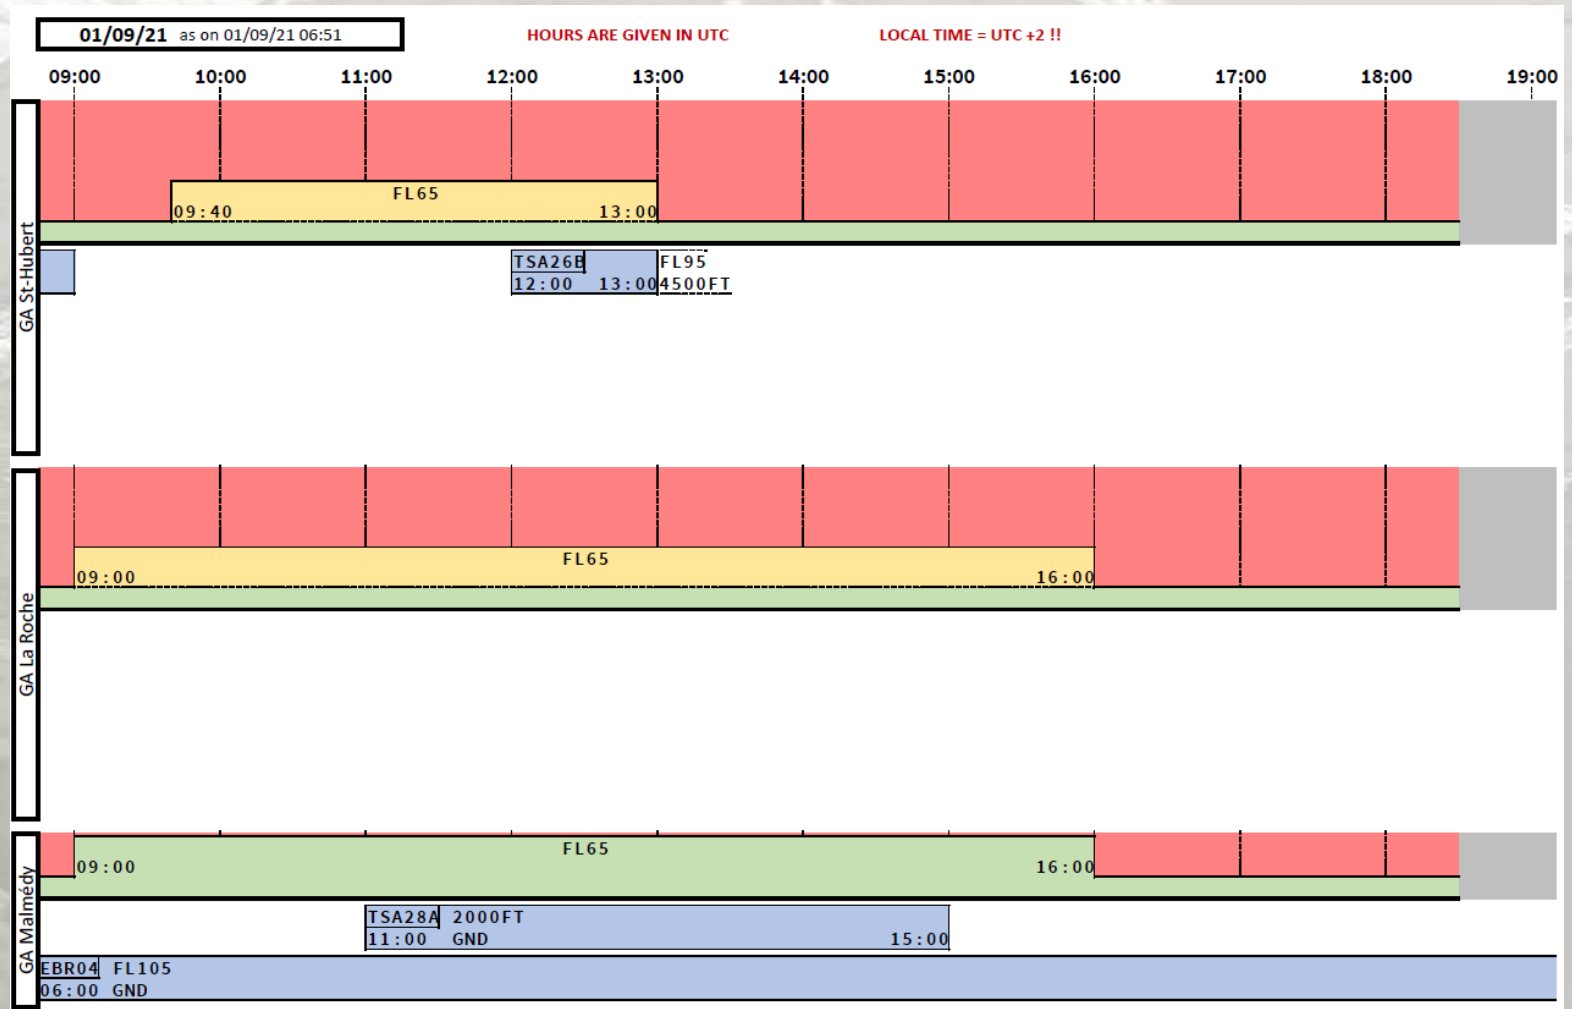 01/09/21 as on 01/09/21 06:51 HOURS ARE GIVEN IN UTC LOCAL TIME = UTC +2 !!
09:00 10:00 11:00 12:00 13:00 14:00 15:00 16:00 17:00 18:00 19:00
GA St-Hubert
FL65
09:40 13:00
TSA26B FL95
12:00 13:00 4500FT
GA La Roche
FL65
09:00 16:00
GA Malmédy
FL65
09:00 16:00
TSA28A 2000FT
11:00 GND 15:00
EBR04 FL105
06:00 GND